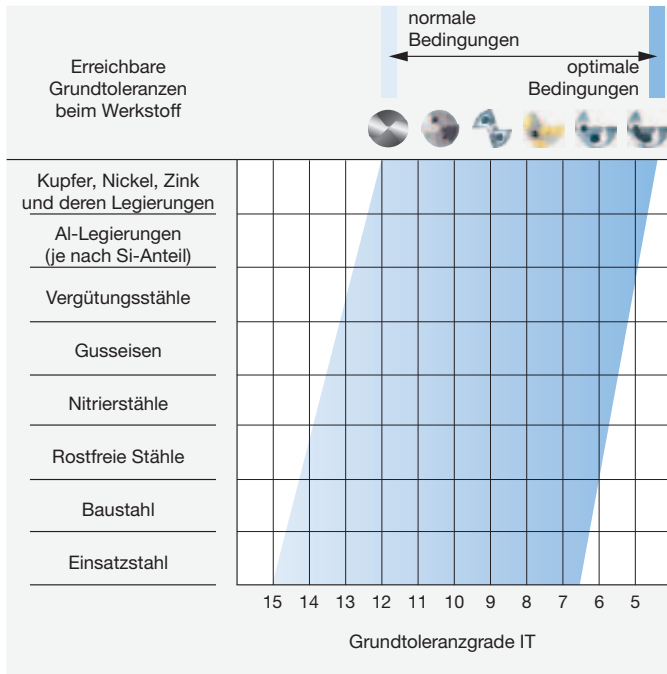 normale
Bedingungen
optimale
Bedingungen
Erreichbare
Grundtoleranzen
beim Werkstoff
Kupfer, Nickel, Zink
und deren Legierungen
Al-Legierungen
(je nach Si-Anteil)
Vergütungsstähle
Gusseisen
Nitrierstähle
Rostfreie Stähle
Baustahl
Einsatzstahl
15 14 13 12 11 10 9 8 7 6 5
Grundtoleranzgrade IT